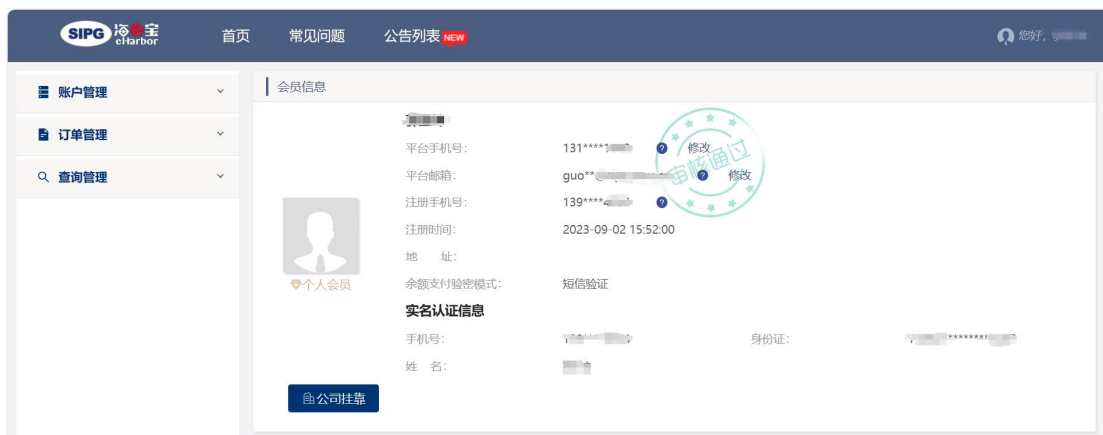 SIPG 海港宝 eHarbor 首页 常见问题 公告列表 NEW 您好,
账户管理
订单管理
查询管理
会员信息
平台手机号: 131**** 修改
平台邮箱: guo** 修改
注册手机号: 139****
注册时间: 2023-09-02 15:52:00
地 址:
个人会员
余额支付验密模式: 短信验证
实名认证信息
手机号: 身份证:
姓 名:
公司挂靠
审核通过